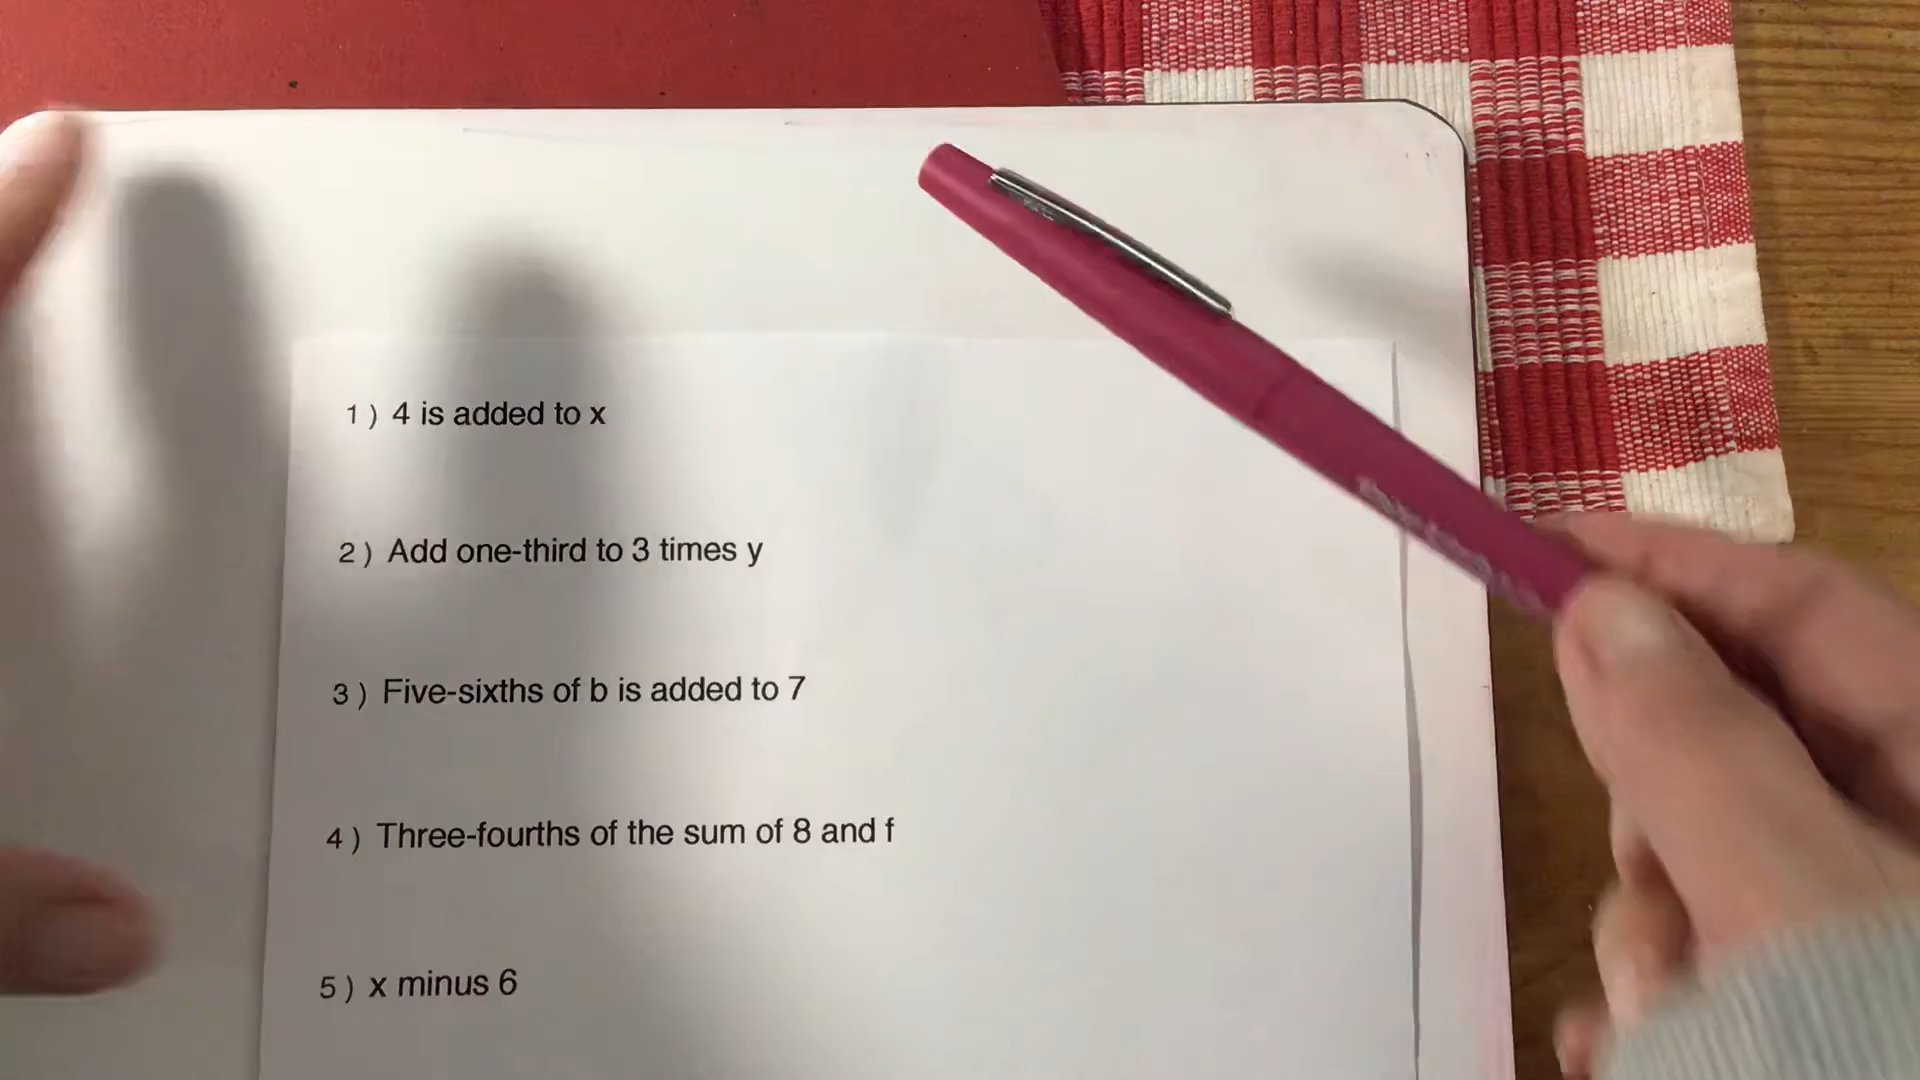 1) 4 is added to x
2) Add one-third to 3 times y
3) Five-sixths of b is added to 7
4) Three-fourths of the sum of 8 and f
5) x minus 6